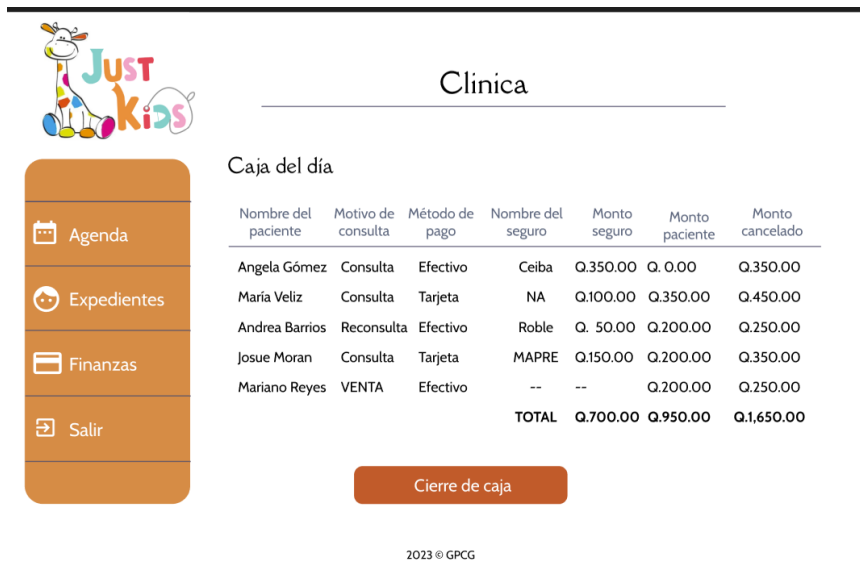 JUST
KIDS
Clinica
Caja del día
Agenda
Expedientes
Finanzas
Salir
Nombre del paciente Motivo de consulta Método de pago Nombre del seguro Monto seguro Monto paciente Monto cancelado
Angela Gómez Consulta Efectivo Ceiba Q.350.00 Q. 0.00 Q.350.00
María Veliz Consulta Tarjeta NA Q.100.00 Q.350.00 Q.450.00
Andrea Barrios Reconsulta Efectivo Roble Q. 50.00 Q.200.00 Q.250.00
Josue Moran Consulta Tarjeta MAPRE Q.150.00 Q.200.00 Q.350.00
Mariano Reyes VENTA Efectivo -- -- Q.200.00 Q.250.00
TOTAL Q.700.00 Q.950.00 Q.1,650.00
Cierre de caja
2023 © GPCG